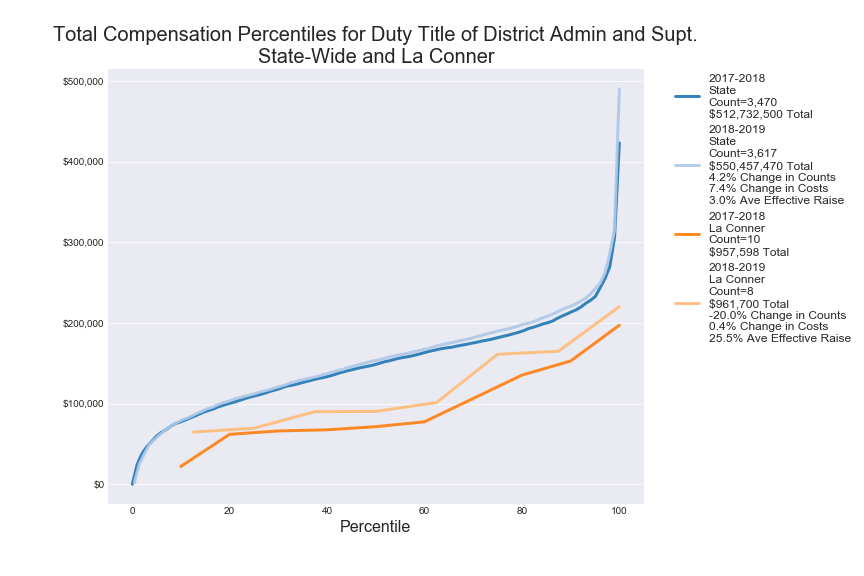 Total Compensation Percentiles for Duty Title of District Admin and Supt.
State-Wide and La Conner
$500,000
$400,000
$300,000
$200,000
$100,000
$0
0
20
40
60
80
100
Percentile
2017-2018
State
Count=3,470
$512,732,500 Total
2018-2019
State
Count=3,617
$550,457,470 Total
4.2% Change in Counts
7.4% Change in Costs
3.0% Ave Effective Raise
2017-2018
La Conner
Count=10
$957,598 Total
2018-2019
La Conner
Count=8
$961,700 Total
-20.0% Change in Counts
0.4% Change in Costs
25.5% Ave Effective Raise